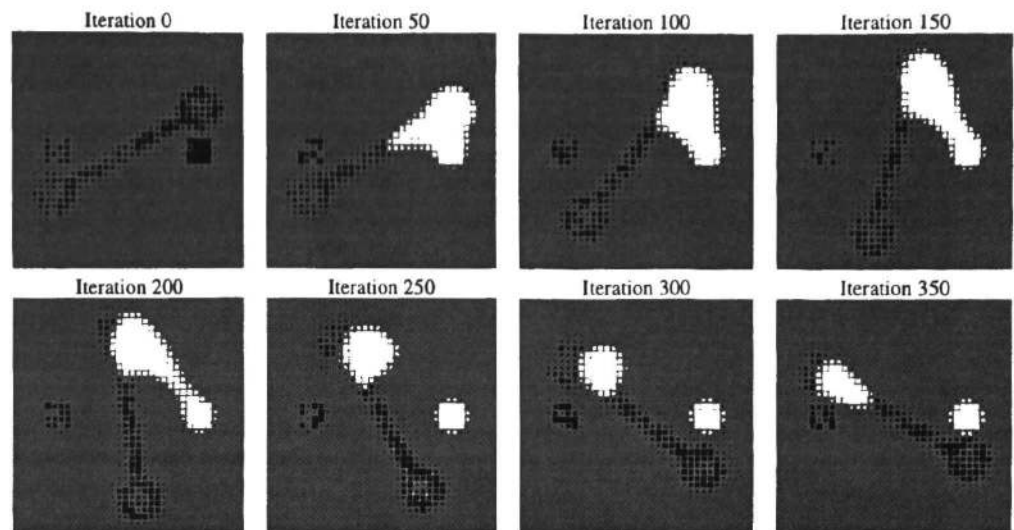 Iteration 0
Iteration 50
Iteration 100
Iteration 150
Iteration 200
Iteration 250
Iteration 300
Iteration 350